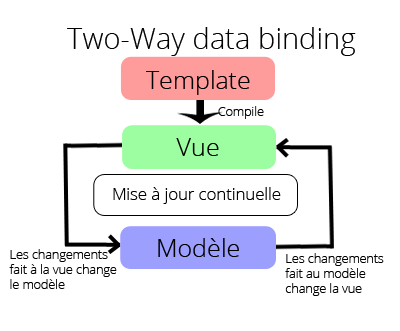 Two-Way data binding
Template
Compile
Vue
Mise à jour continuelle
Modèle
Les changements
fait à la vue change
le modèle
Les changements
fait au modèle
change la vue